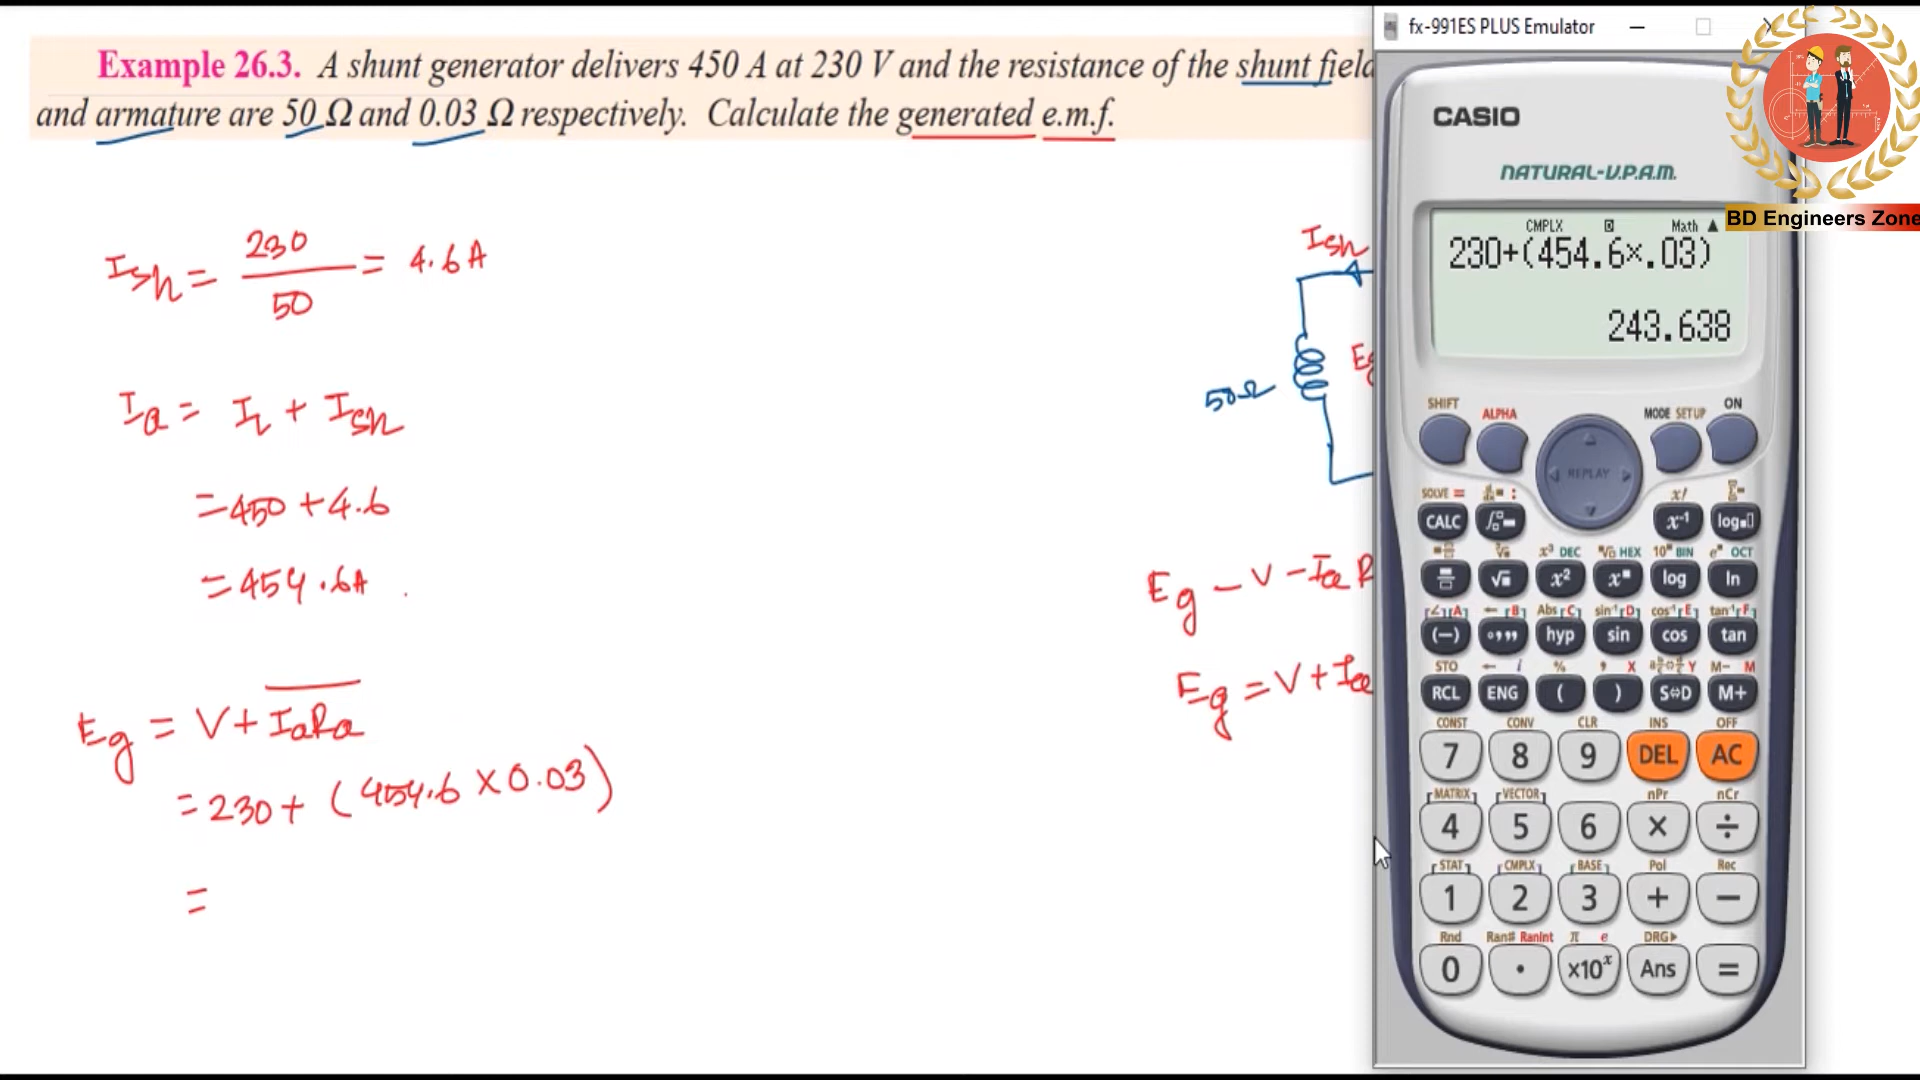 Example 26.3. A shunt generator delivers 450 A at 230 V and the resistance of the shunt field
and armature are 50 Ω and 0.03 Ω respectively. Calculate the generated e.m.f.
Ish = 230/50 = 4.6A
Ia = IL + Ish
= 450 + 4.6
= 454.6A
Eg = V + IaRa
= 230 + (454.6 × 0.03)
=
Ish
50Ω
Eg
Eg - V - Ia R
Eg = V + Ia
fx-991ES PLUS Emulator
BD Engineers Zone
CASIO
NATURAL-V.P.A.M.
CMPLX D Math ▲
230+(454.6×.03)
243.638
SHIFT ALPHA REPLAY MODE SETUP ON
SOLVE = : x! 
CALC x⁻¹ log
x³ DEC HEX 10ˣ BIN eˣ OCT
√ x² x■ log ln
∠ A ← B Abs C sin⁻¹ D cos⁻¹ E tan⁻¹ F
(−) °,,, hyp sin cos tan
STO ← i % , X Y M− M
RCL ENG ( ) S⇔D M+
CONST CONV CLR INS OFF
7 8 9 DEL AC
MATRIX VECTOR nPr nCr
4 5 6 × ÷
STAT CMPLX BASE Pol Rec
1 2 3 + −
Rnd Ran# RanInt π e DRG▶
0 . ×10ˣ Ans =